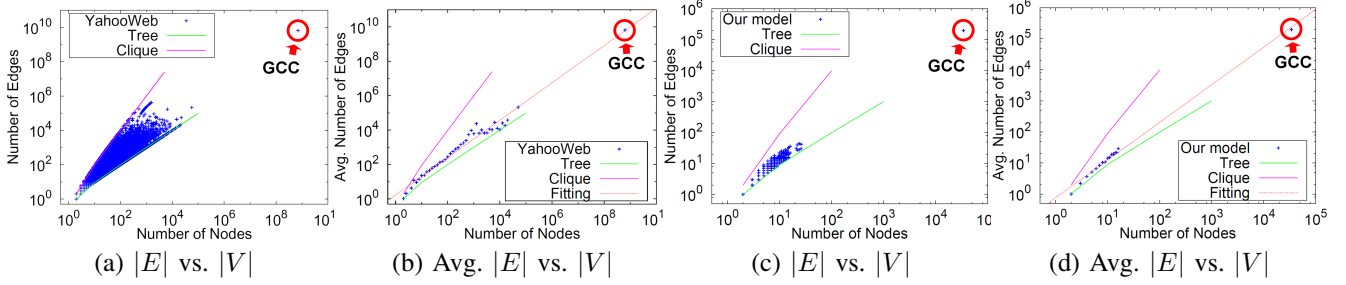 YahooWeb
Tree
Clique
GCC
Number of Edges
10^10
10^8
10^6
10^4
10^2
10^0
10^0 10^2 10^4 10^6 10^8 10^10
Number of Nodes
(a) |E| vs. |V|
GCC
Avg. Number of Edges
10^10
10^8
10^6
10^4
10^2
10^0
YahooWeb
Tree
Clique
Fitting
10^0 10^2 10^4 10^6 10^8
Number of Nodes
(b) Avg. |E| vs. |V|
Our model
Tree
Clique
GCC
Number of Edges
10^6
10^5
10^4
10^3
10^2
10^1
10^0
10^0 10^1 10^2 10^3 10^4
Number of Nodes
(c) |E| vs. |V|
GCC
Avg. Number of Edges
10^6
10^5
10^4
10^3
10^2
10^1
10^0
Our model
Tree
Clique
Fitting
10^0 10^1 10^2 10^3 10^4 10^5
Number of Nodes
(d) Avg. |E| vs. |V|